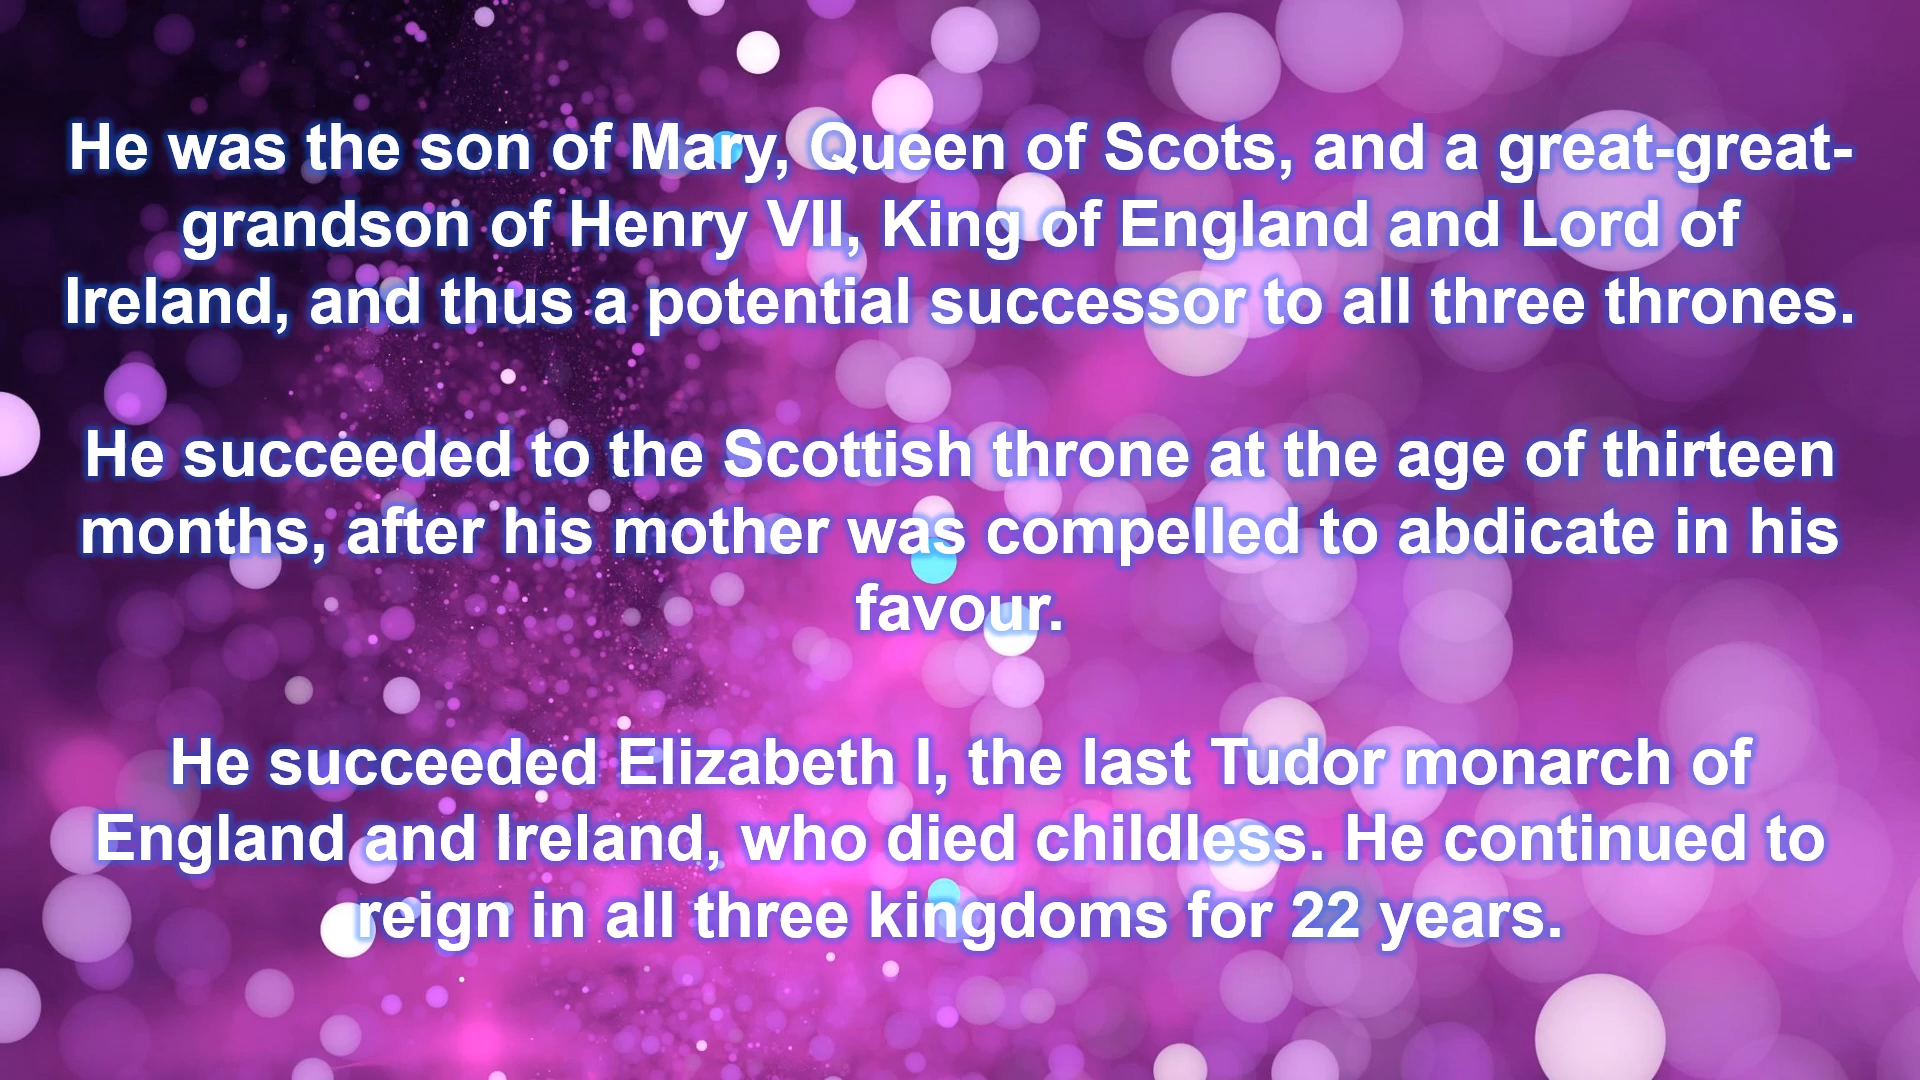 He was the son of Mary, Queen of Scots, and a great-great-
grandson of Henry VII, King of England and Lord of
Ireland, and thus a potential successor to all three thrones.
He succeeded to the Scottish throne at the age of thirteen
months, after his mother was compelled to abdicate in his
favour.
He succeeded Elizabeth I, the last Tudor monarch of
England and Ireland, who died childless. He continued to
reign in all three kingdoms for 22 years.